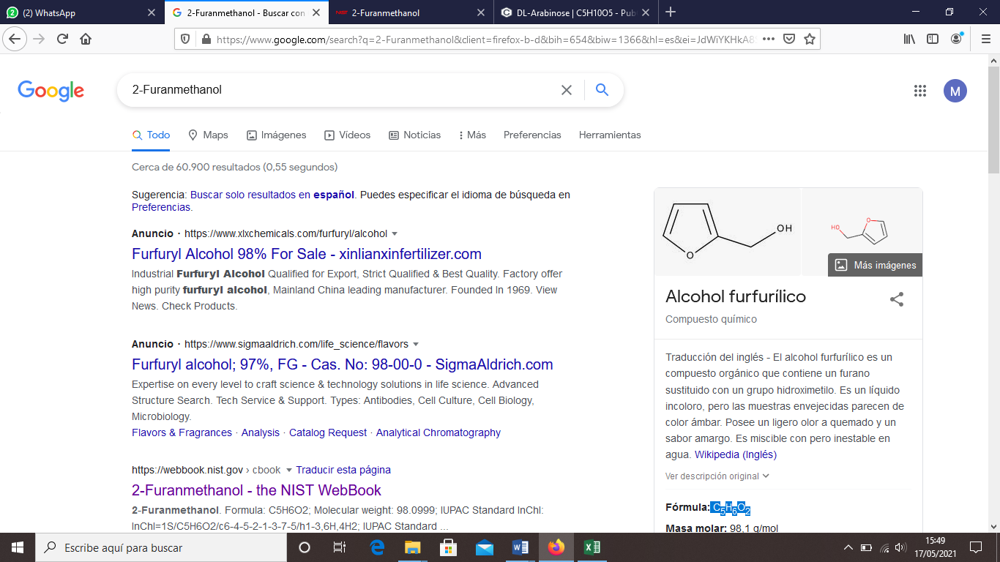 (2) WhatsApp
2-Furanmethanol - Buscar con
NIST 2-Furanmethanol
DL-Arabinose | C5H10O5 - Pub
https://www.google.com/search?q=2-Furanmethanol&client=firefox-b-d&bih=654&biw=1366&hl=es&ei=JdWiYKHkA8
Google
2-Furanmethanol
M
Todo Maps Imágenes Vídeos Noticias Más Preferencias Herramientas
Cerca de 60.900 resultados (0,55 segundos)
Sugerencia: Buscar solo resultados en español. Puedes especificar el idioma de búsqueda en
Preferencias.
Anuncio · https://www.xlxchemicals.com/furfuryl/alcohol
Furfuryl Alcohol 98% For Sale - xinlianxinfertilizer.com
Industrial Furfuryl Alcohol Qualified for Export, Strict Qualified & Best Quality. Factory offer
high purity furfuryl alcohol, Mainland China leading manufacturer. Founded In 1969. View
News. Check Products.
Anuncio · https://www.sigmaaldrich.com/life_science/flavors
Furfuryl alcohol; 97%, FG - Cas. No: 98-00-0 - SigmaAldrich.com
Expertise on every level to craft science & technology solutions in life science. Advanced
Structure Search. Tech Service & Support. Types: Antibodies, Cell Culture, Cell Biology,
Microbiology.
Flavors & Fragrances · Analysis · Catalog Request · Analytical Chromatography
https://webbook.nist.gov › cbook Traducir esta página
2-Furanmethanol - the NIST WebBook
2-Furanmethanol. Formula: C5H6O2; Molecular weight: 98.0999; IUPAC Standard InChI:
InChI=1S/C5H6O2/c6-4-5-2-1-3-7-5/h1-3,6H,4H2; IUPAC Standard ...
O
OH
HO
O
Más imágenes
Alcohol furfurílico
Compuesto químico
Traducción del inglés - El alcohol furfurílico es un
compuesto orgánico que contiene un furano
sustituido con un grupo hidroximetilo. Es un líquido
incoloro, pero las muestras envejecidas parecen de
color ámbar. Posee un ligero olor a quemado y un
sabor amargo. Es miscible con pero inestable en
agua. Wikipedia (Inglés)
Ver descripción original
Fórmula: C5H6O2
Masa molar: 98,1 g/mol
Escribe aquí para buscar
15:49
17/05/2021